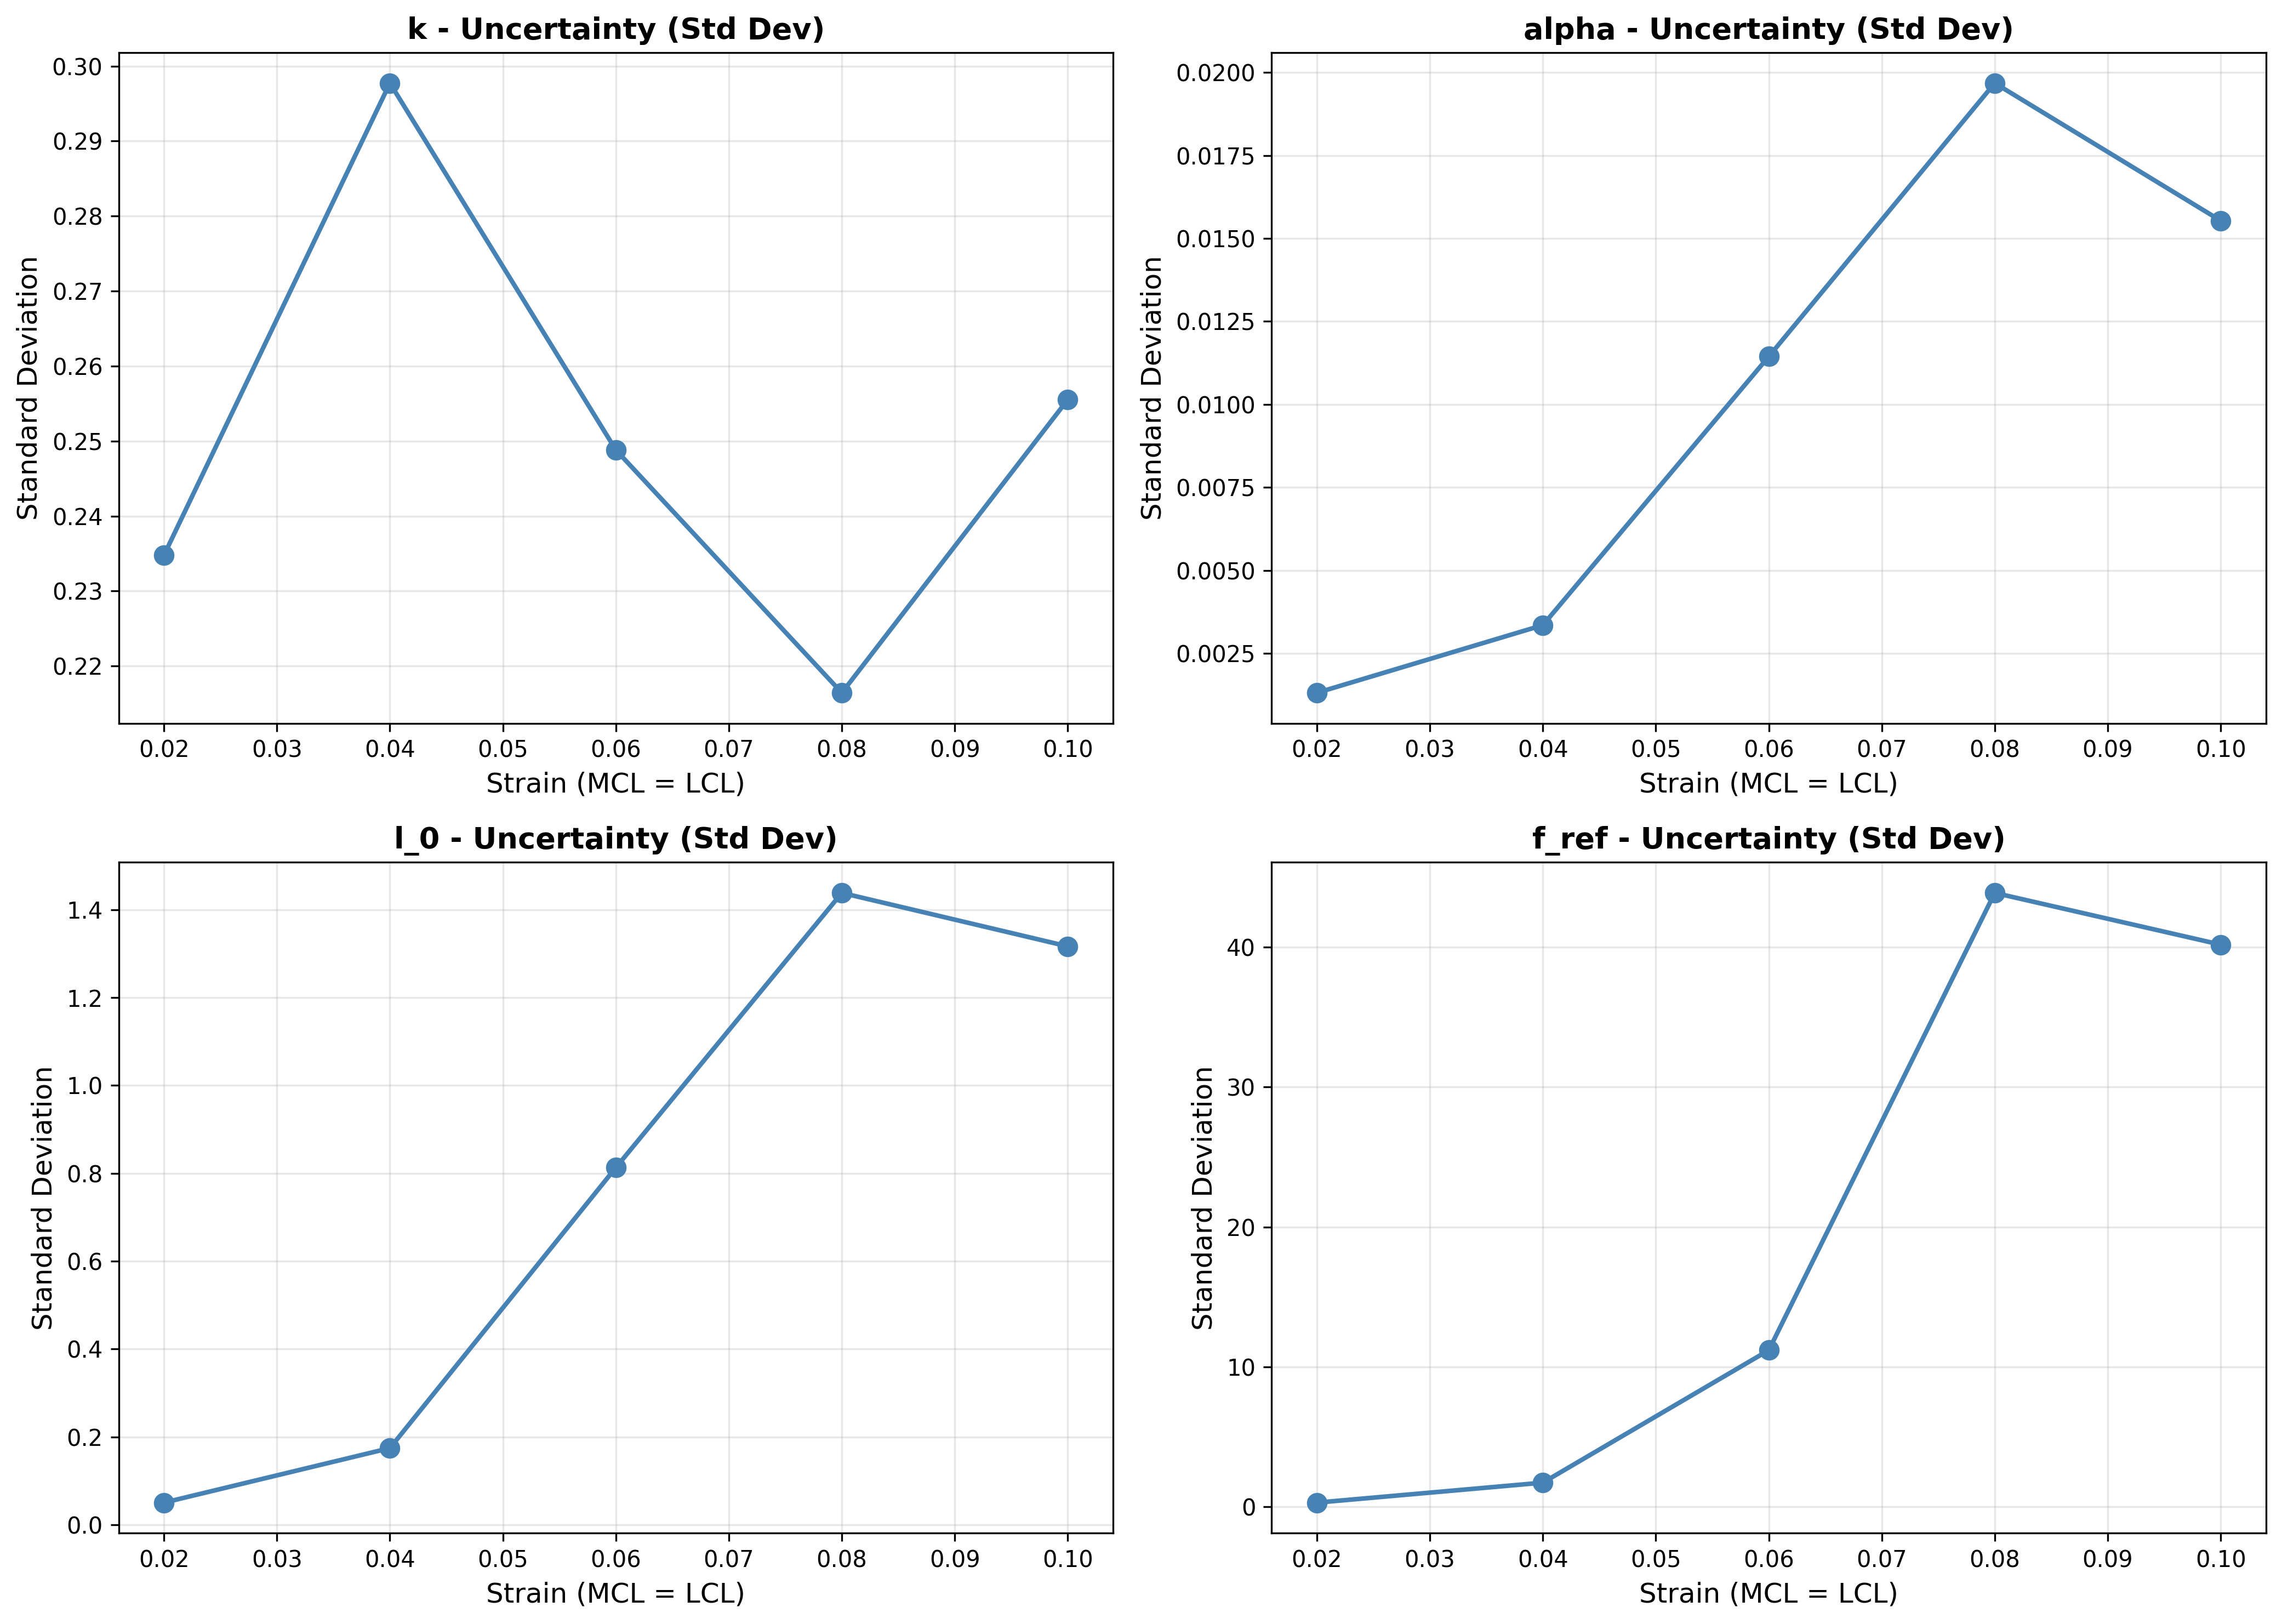 k - Uncertainty (Std Dev)
0.30
0.29
0.28
0.27
0.26
0.25
0.24
0.23
0.22
Standard Deviation
0.02 0.03 0.04 0.05 0.06 0.07 0.08 0.09 0.10
Strain (MCL = LCL)
alpha - Uncertainty (Std Dev)
0.0200
0.0175
0.0150
0.0125
0.0100
0.0075
0.0050
0.0025
Standard Deviation
0.02 0.03 0.04 0.05 0.06 0.07 0.08 0.09 0.10
Strain (MCL = LCL)
l_0 - Uncertainty (Std Dev)
1.4
1.2
1.0
0.8
0.6
0.4
0.2
0.0
Standard Deviation
0.02 0.03 0.04 0.05 0.06 0.07 0.08 0.09 0.10
Strain (MCL = LCL)
f_ref - Uncertainty (Std Dev)
40
30
20
10
0
Standard Deviation
0.02 0.03 0.04 0.05 0.06 0.07 0.08 0.09 0.10
Strain (MCL = LCL)